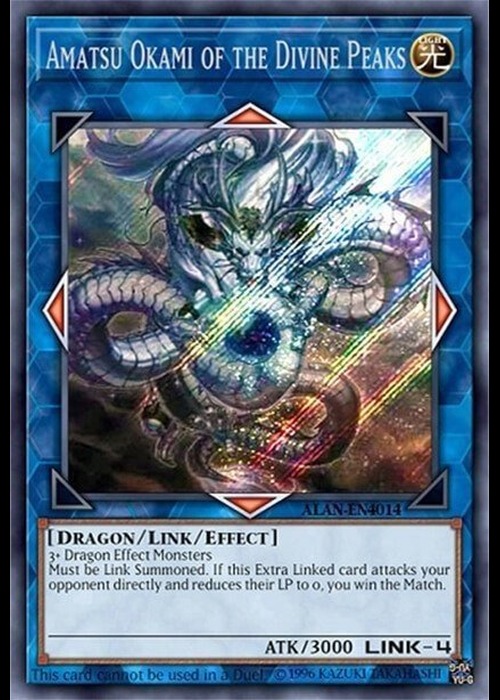 AMATSU OKAMI OF THE DIVINE PEAKS
LIGHT
光
ALAN-EN4014
[DRAGON/LINK/EFFECT]
3+ Dragon Effect Monsters
Must be Link Summoned. If this Extra Linked card attacks your
opponent directly and reduces their LP to 0, you win the Match.
ATK/3000 LINK-4
This card cannot be used in a Duel. ©1996 KAZUKI TAKAHASHI